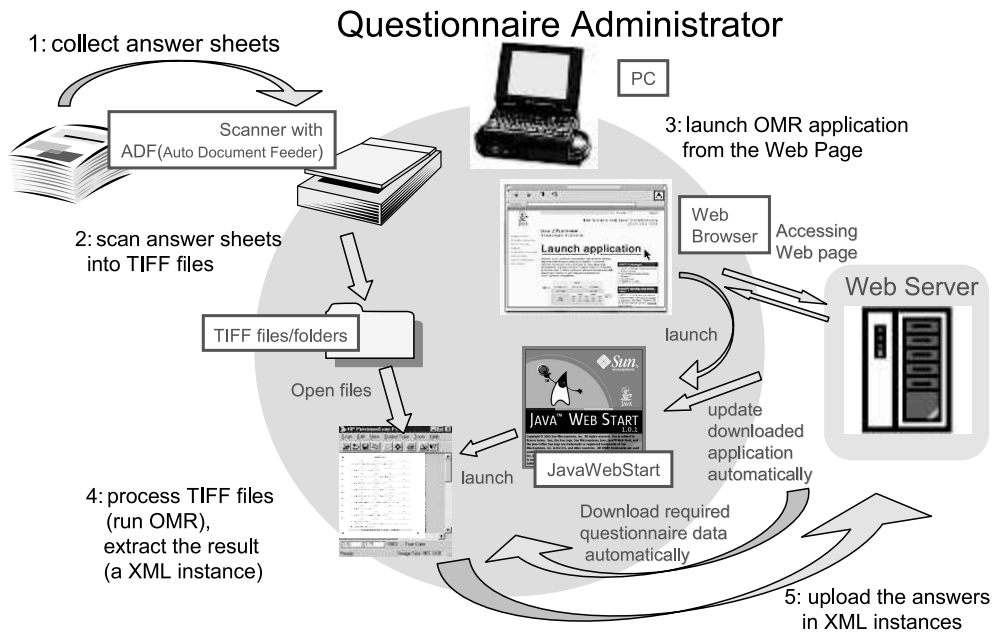 Questionnaire Administrator
1: collect answer sheets
PC
Scanner with
ADF(Auto Document Feeder)
3: launch OMR application
from the Web Page
2: scan answer sheets
into TIFF files
Launch application
Web
Browser
Accessing
Web page
Web Server
TIFF files/folders
launch
Open files
Sun
JAVA
JAVA™ WEB START
1.0.1
JavaWebStart
launch
update
downloaded
application
automatically
4: process TIFF files
(run OMR),
extract the result
(a XML instance)
Download required
questionnaire data
automatically
5: upload the answers
in XML instances